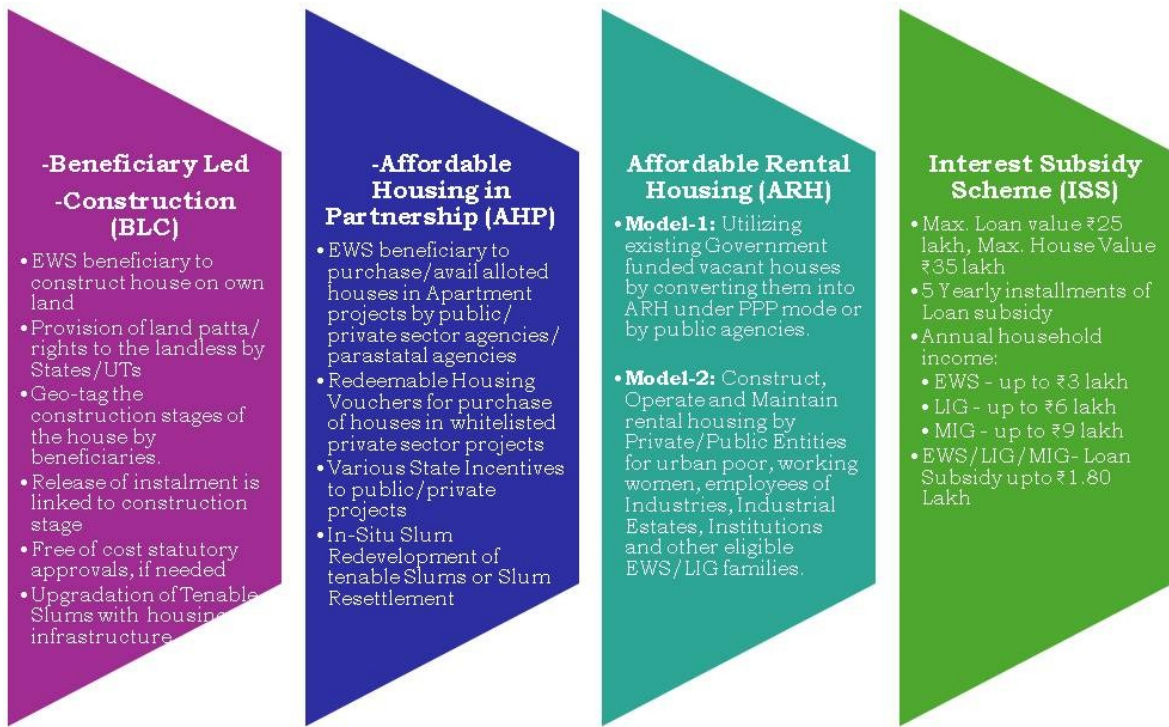 -Beneficiary Led
-Construction
(BLC)
•EWS beneficiary to
construct house on own
land
•Provision of land patta/
rights to the landless by
States/UTs
•Geo-tag the
construction stages of
the house by
beneficiaries.
•Release of instalment is
linked to construction
stage
•Free of cost statutory
approvals, if needed
•Upgradation of Tenable
Slums with housing
infrastructure
-Affordable
Housing in
Partnership (AHP)
•EWS beneficiary to
purchase/avail alloted
houses in Apartment
projects by public/
private sector agencies/
parastatal agencies
•Redeemable Housing
Vouchers for purchase
of houses in whitelisted
private sector projects
•Various State Incentives
to public/private
projects
•In-Situ Slum
Redevelopment of
tenable Slums or Slum
Resettlement
Affordable Rental
Housing (ARH)
•Model-1: Utilizing
existing Government
funded vacant houses
by converting them into
ARH under PPP mode or
by public agencies.
•Model-2: Construct,
Operate and Maintain
rental housing by
Private/Public Entities
for urban poor, working
women, employees of
Industries, Industrial
Estates, Institutions
and other eligible
EWS/LIG families.
Interest Subsidy
Scheme (ISS)
•Max. Loan value ₹25
lakh, Max. House Value
₹35 lakh
•5 Yearly installments of
Loan subsidy
•Annual household
income:
•EWS - up to ₹3 lakh
•LIG - up to ₹6 lakh
•MIG - up to ₹9 lakh
•EWS/LIG/MIG- Loan
Subsidy upto ₹1.80
Lakh